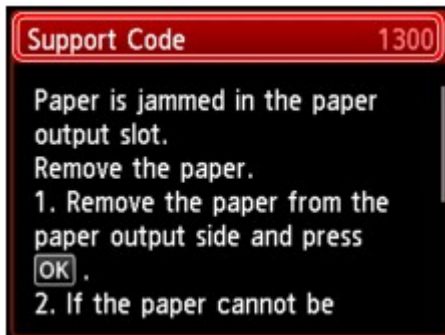 Support Code 1300
Paper is jammed in the paper
output slot.
Remove the paper.
1. Remove the paper from the
paper output side and press
OK .
2. If the paper cannot be